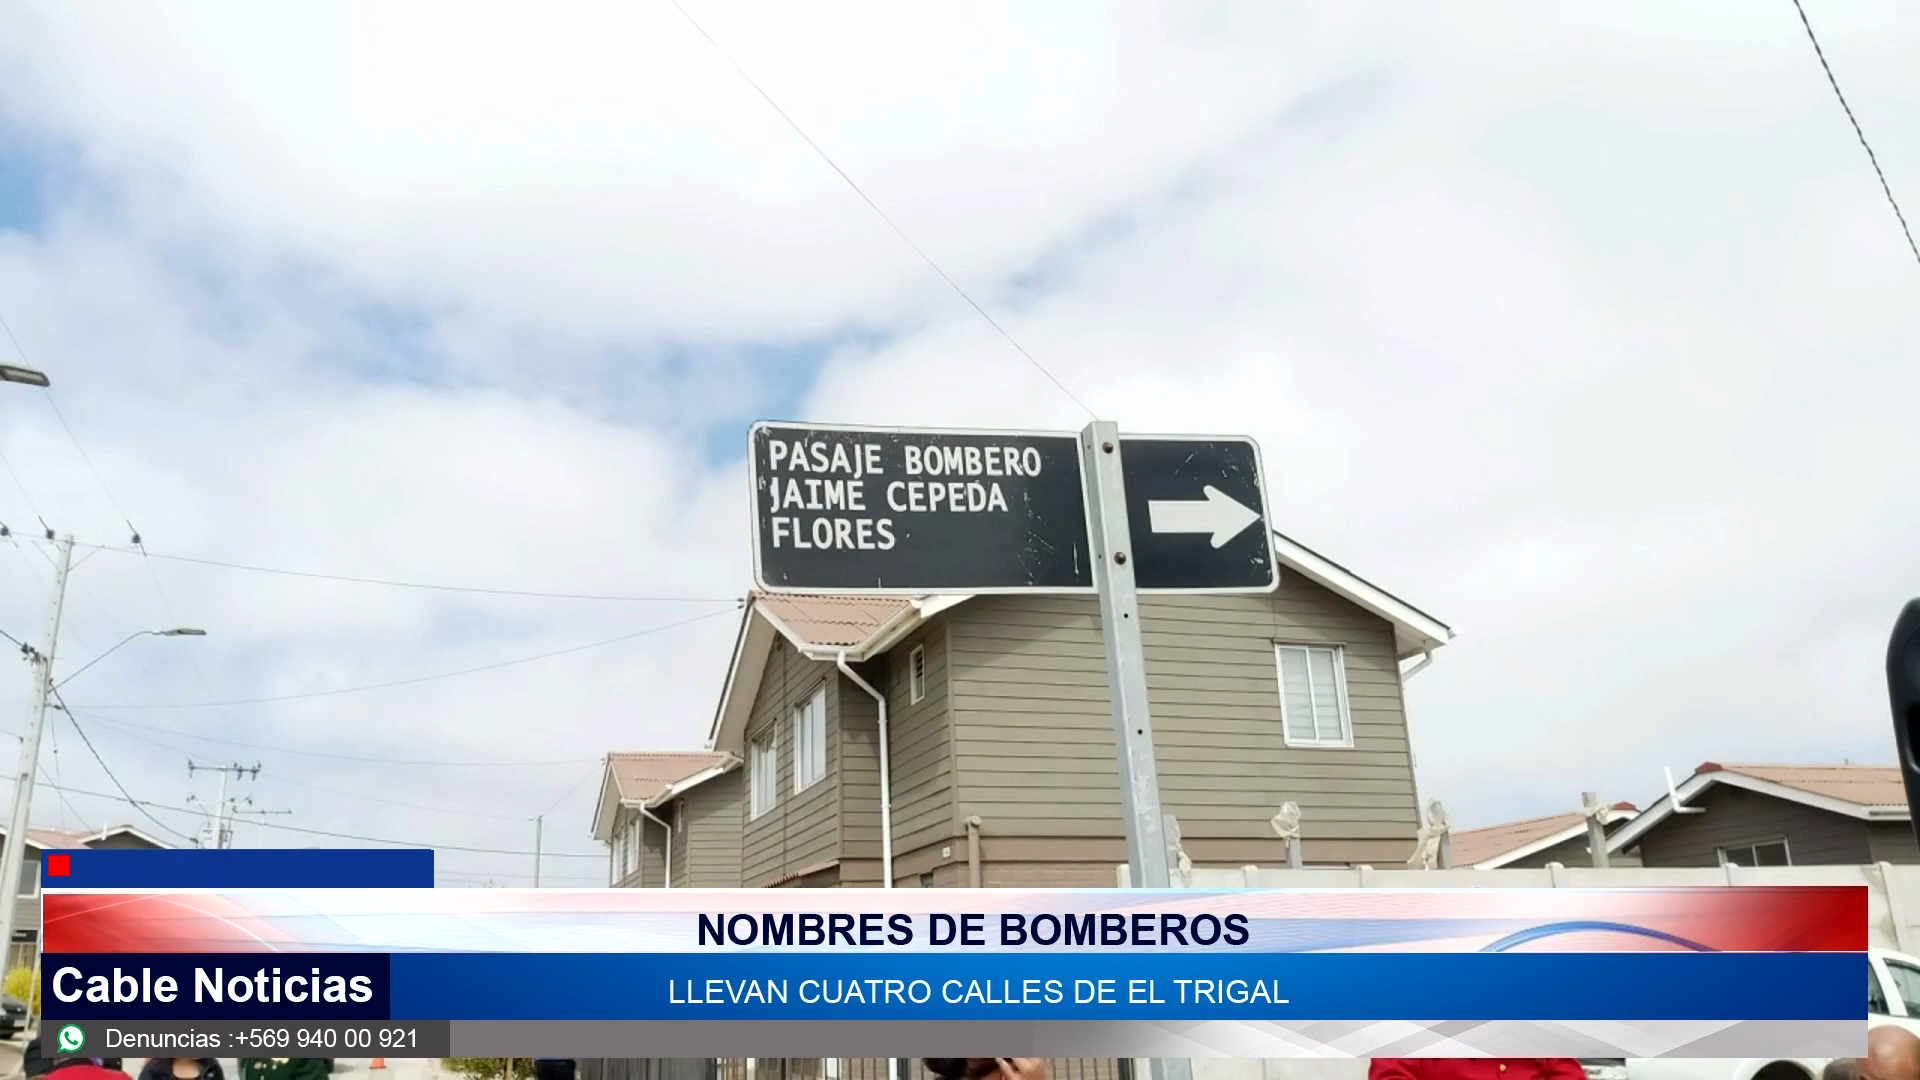 PASAJE BOMBERO
JAIME CEPEDA
FLORES
NOMBRES DE BOMBEROS
Cable Noticias
LLEVAN CUATRO CALLES DE EL TRIGAL
Denuncias :+569 940 00 921